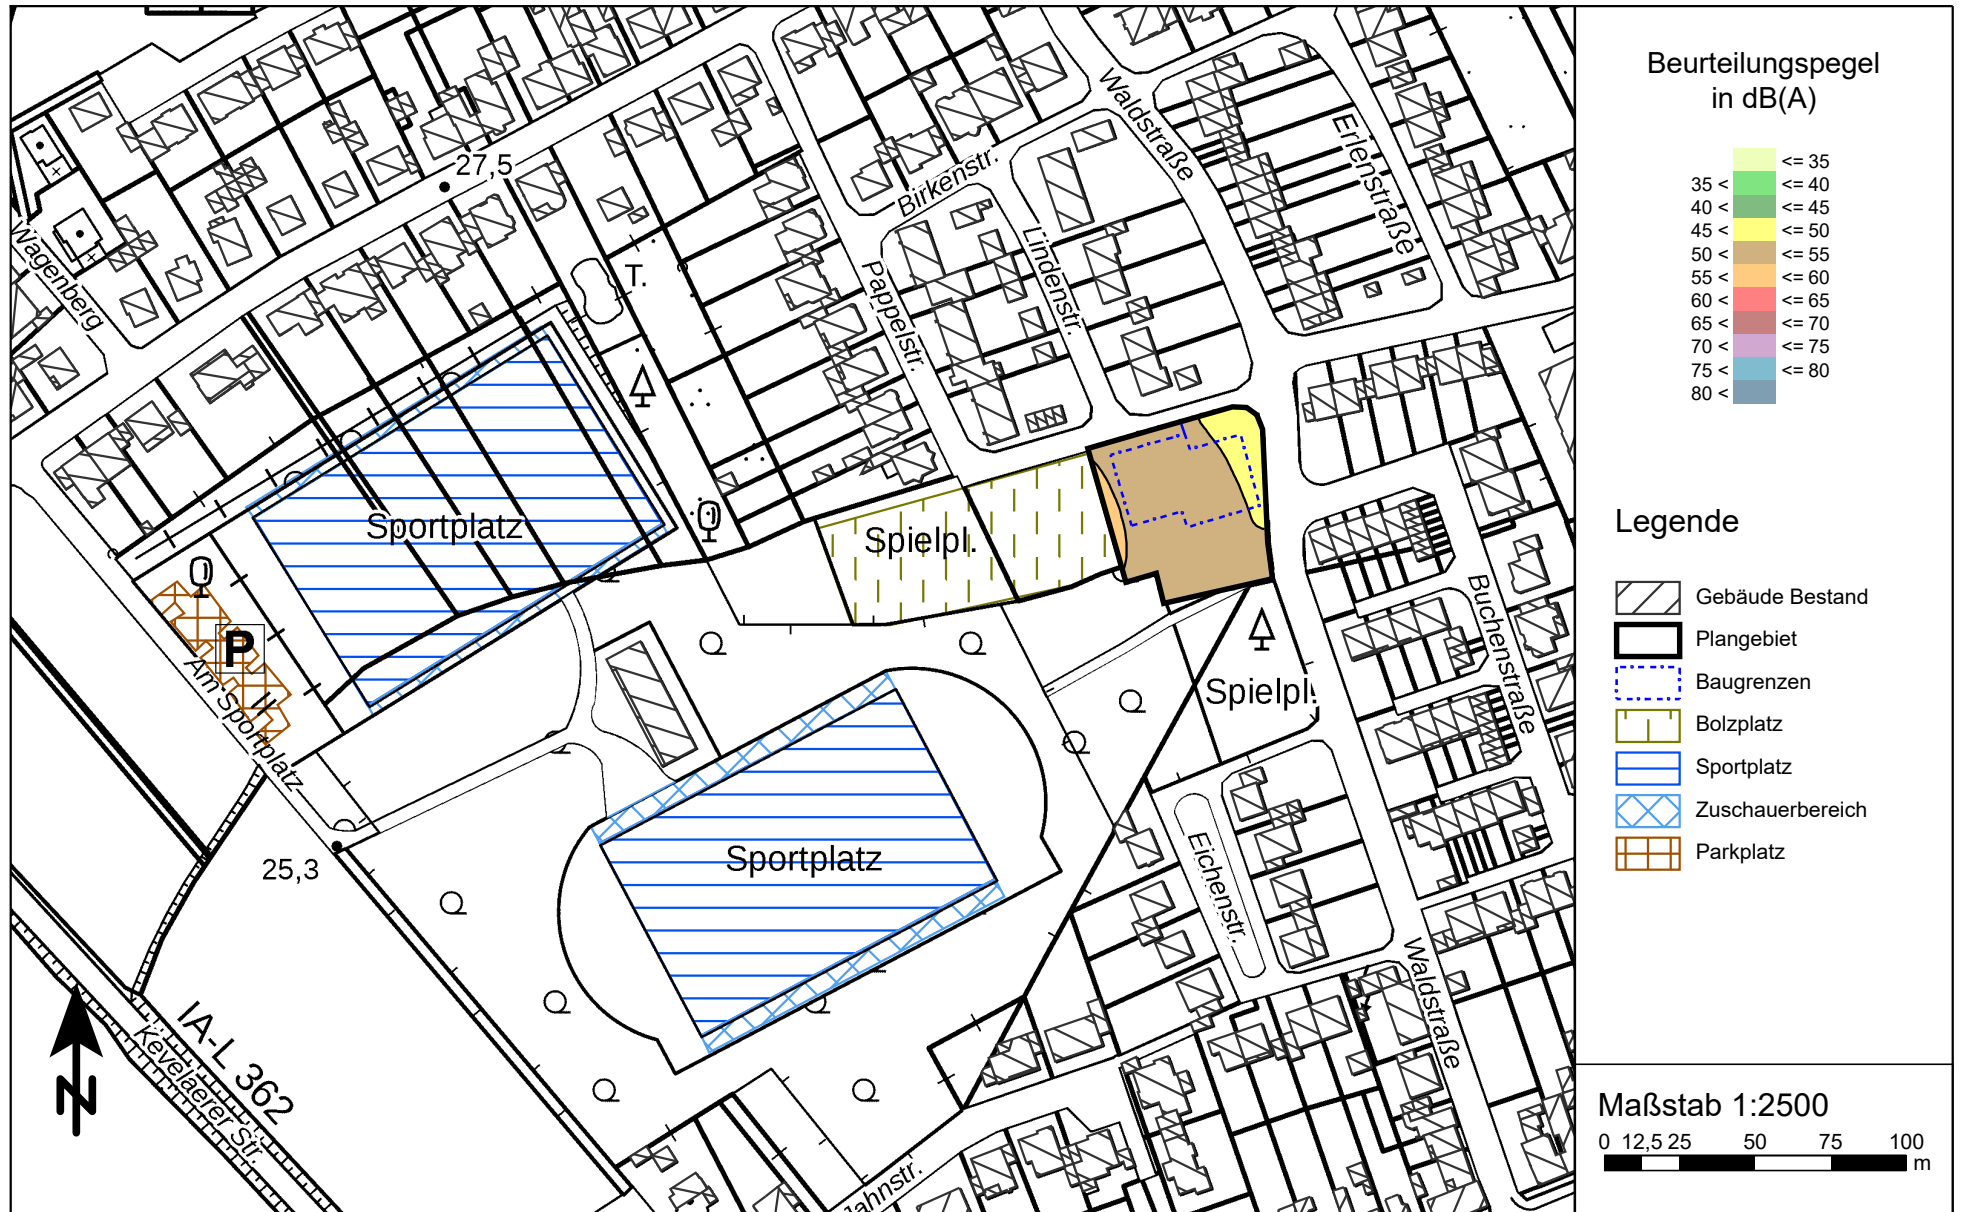 27,5
Wagenberg
T.
Birkenstr.
Waldstraße
Erlenstraße
Lindenstr.
Pappelstr.
Sportplatz
Spielpl.
P
Am Sportplatz
Spielpl.
Buchenstraße
Sportplatz
25,3
Eichenstr.
Waldstraße
IA-L 362
Kevelaerer Str.
Jahnstr.
N
Beurteilungspegel
in dB(A)
<= 35
35 < <= 40
40 < <= 45
45 < <= 50
50 < <= 55
55 < <= 60
60 < <= 65
65 < <= 70
70 < <= 75
75 < <= 80
80 <
Legende
Gebäude Bestand
Plangebiet
Baugrenzen
Bolzplatz
Sportplatz
Zuschauerbereich
Parkplatz
Maßstab 1:2500
0 12,5 25 50 75 100
m